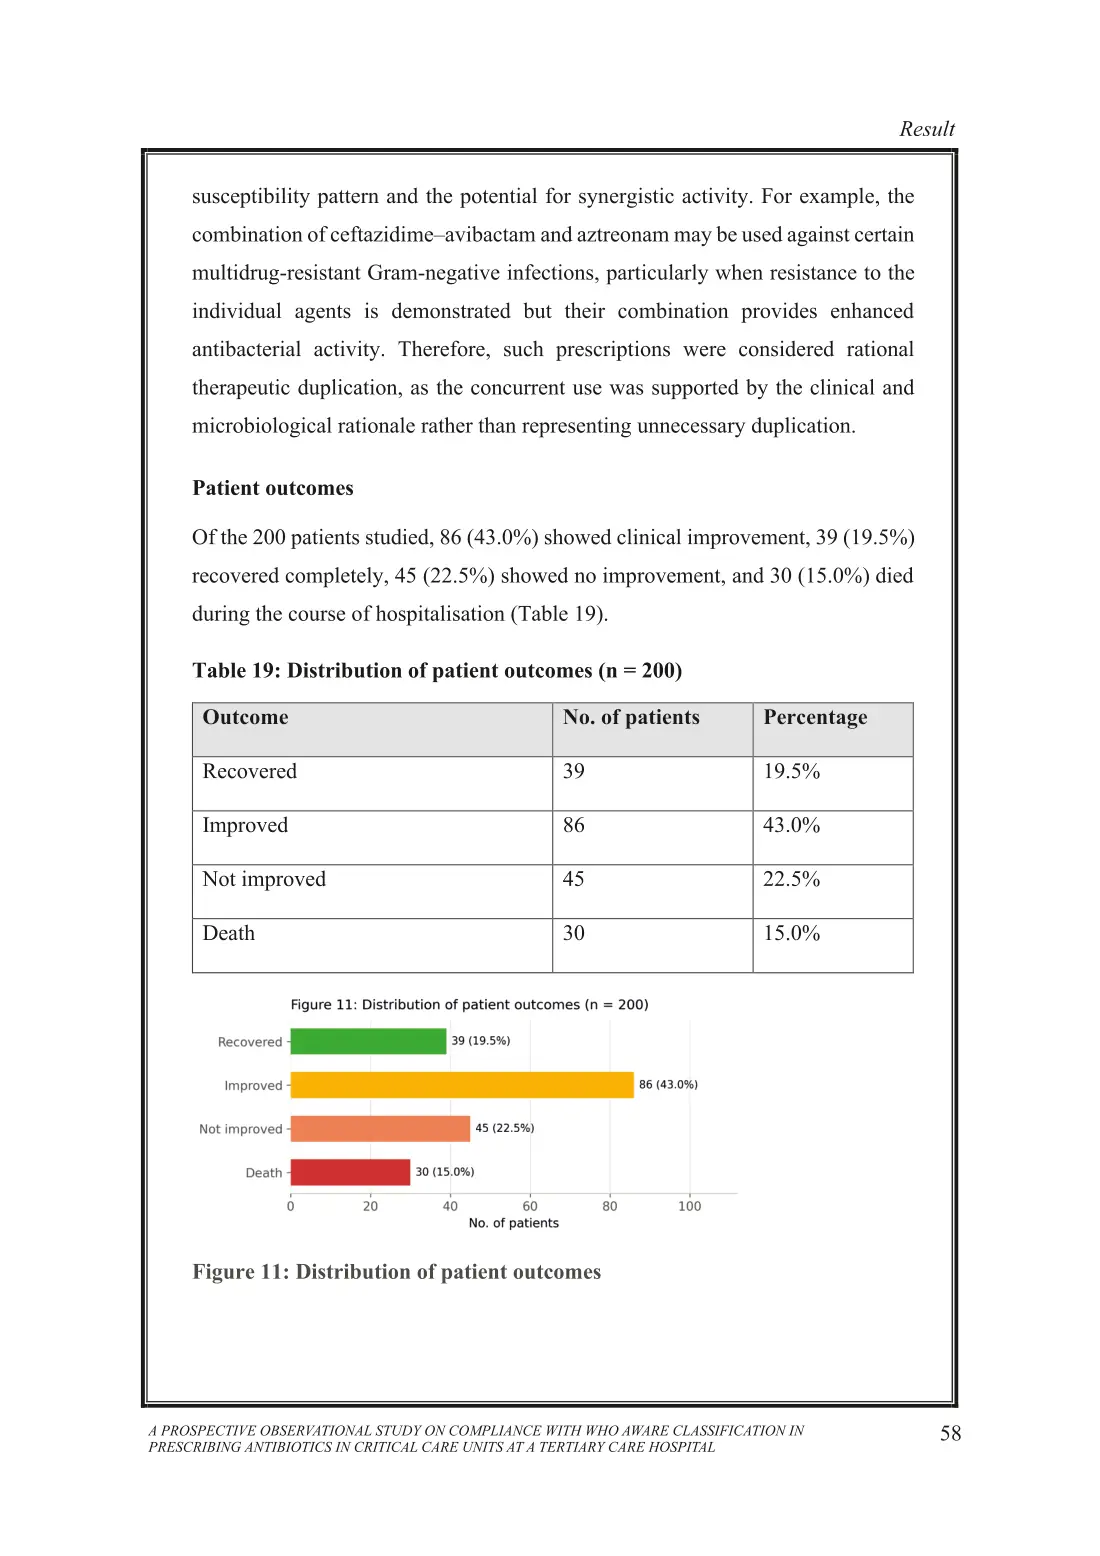 Result
susceptibility pattern and the potential for synergistic activity. For example, the
combination of ceftazidime–avibactam and aztreonam may be used against certain
multidrug-resistant Gram-negative infections, particularly when resistance to the
individual agents is demonstrated but their combination provides enhanced
antibacterial activity. Therefore, such prescriptions were considered rational
therapeutic duplication, as the concurrent use was supported by the clinical and
microbiological rationale rather than representing unnecessary duplication.
Patient outcomes
Of the 200 patients studied, 86 (43.0%) showed clinical improvement, 39 (19.5%)
recovered completely, 45 (22.5%) showed no improvement, and 30 (15.0%) died
during the course of hospitalisation (Table 19).
Table 19: Distribution of patient outcomes (n = 200)
Outcome No. of patients Percentage
Recovered 39 19.5%
Improved 86 43.0%
Not improved 45 22.5%
Death 30 15.0%
Figure 11: Distribution of patient outcomes (n = 200)
Recovered 39 (19.5%)
Improved 86 (43.0%)
Not improved 45 (22.5%)
Death 30 (15.0%)
0 20 40 60 80 100
No. of patients
Figure 11: Distribution of patient outcomes
A PROSPECTIVE OBSERVATIONAL STUDY ON COMPLIANCE WITH WHO AWARE CLASSIFICATION IN
PRESCRIBING ANTIBIOTICS IN CRITICAL CARE UNITS AT A TERTIARY CARE HOSPITAL
58